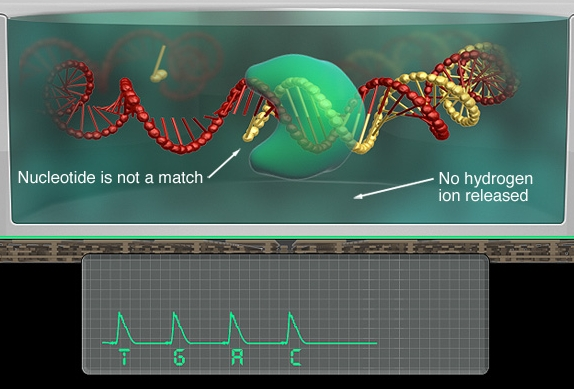 Nucleotide is not a match
No hydrogen
ion released
T G A C